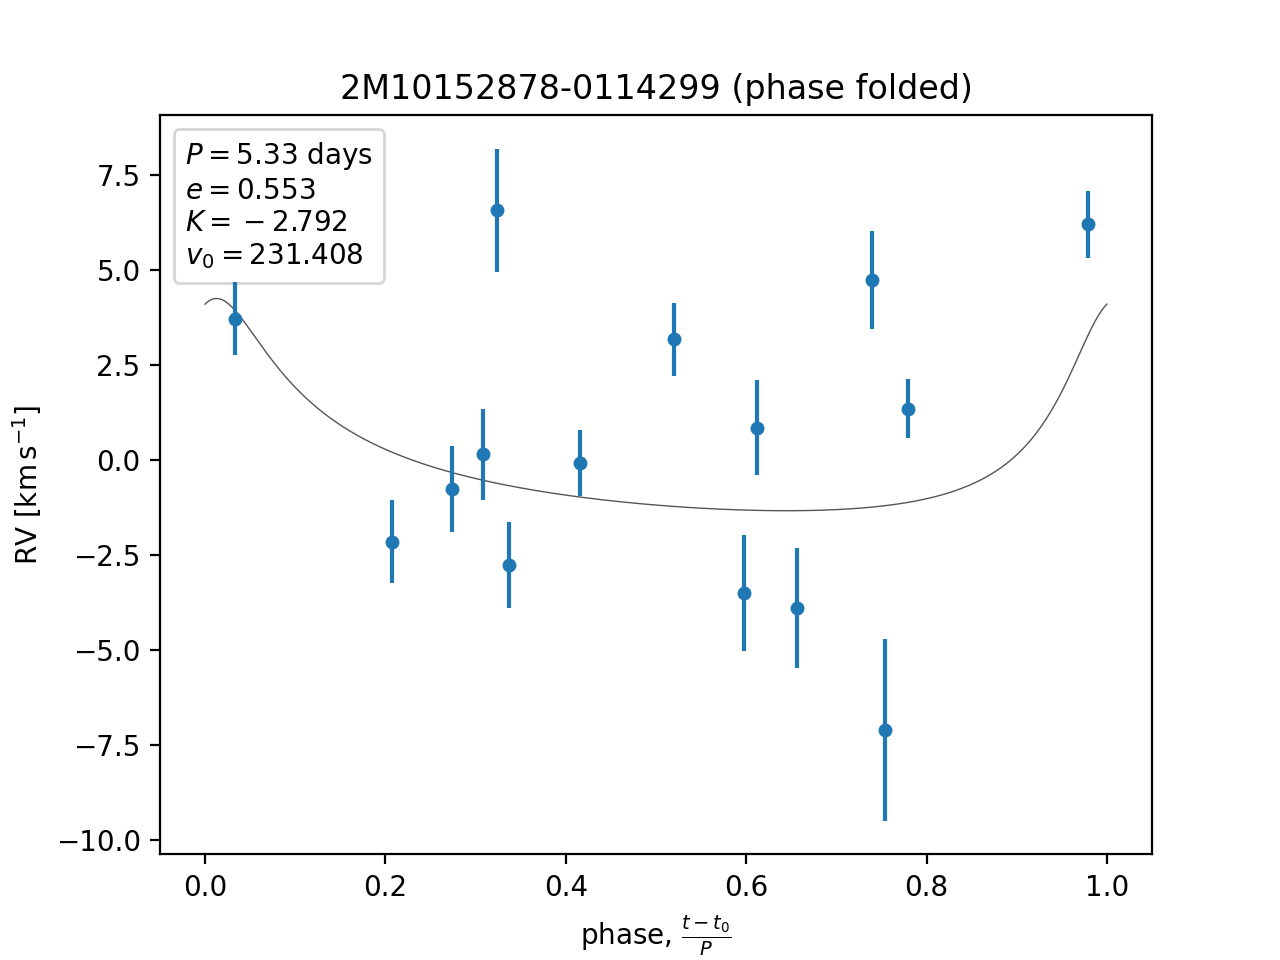 2M10152878-0114299 (phase folded)
P = 5.33 days
e = 0.553
K = −2.792
v₀ = 231.408
7.5
5.0
2.5
0.0
−2.5
−5.0
−7.5
−10.0
RV [km s⁻¹]
0.0 0.2 0.4 0.6 0.8 1.0
phase, (t − t₀)/P